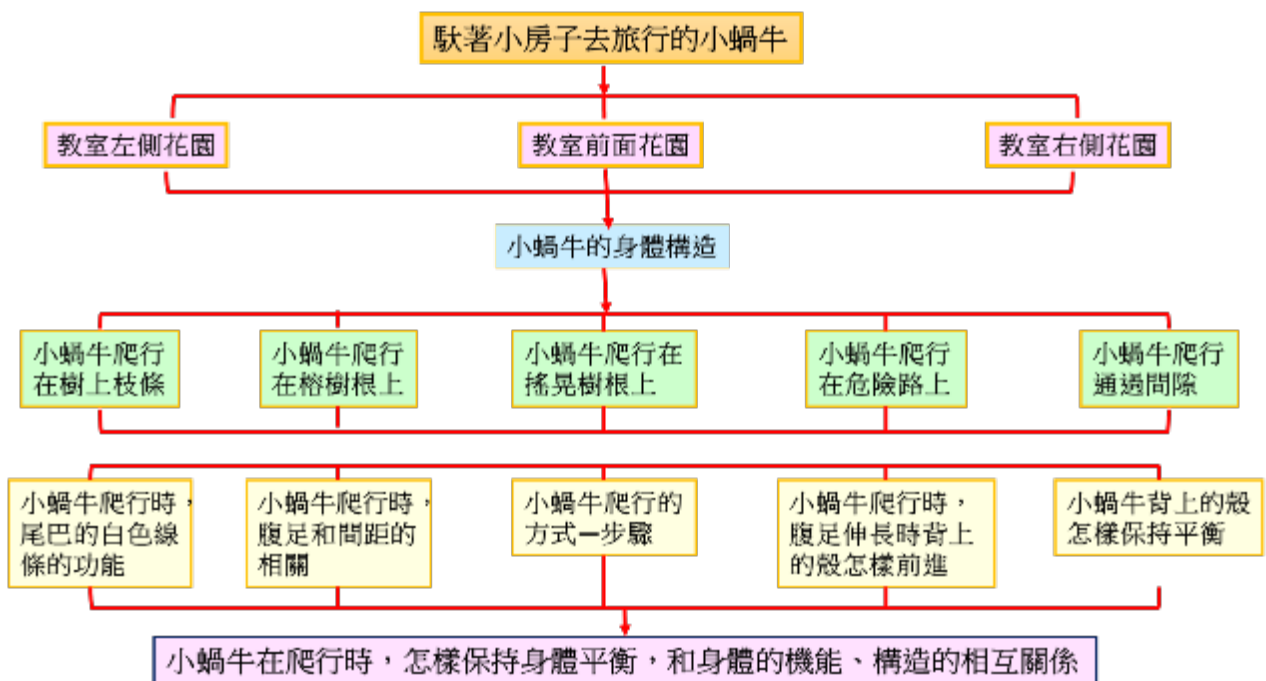 馱著小房子去旅行的小蝸牛
教室左側花園
教室前面花園
教室右側花園
小蝸牛的身體構造
小蝸牛爬行
在樹上枝條
小蝸牛爬行
在榕樹根上
小蝸牛爬行在
搖晃樹根上
小蝸牛爬行
在危險路上
小蝸牛爬行
通過間隙
小蝸牛爬行時，
尾巴的白色線
條的功能
小蝸牛爬行時，
腹足和間距的
相關
小蝸牛爬行的
方式—步驟
小蝸牛爬行時，
腹足伸長時背上
的殼怎樣前進
小蝸牛背上的殼
怎樣保持平衡
小蝸牛在爬行時，怎樣保持身體平衡，和身體的機能、構造的相互關係